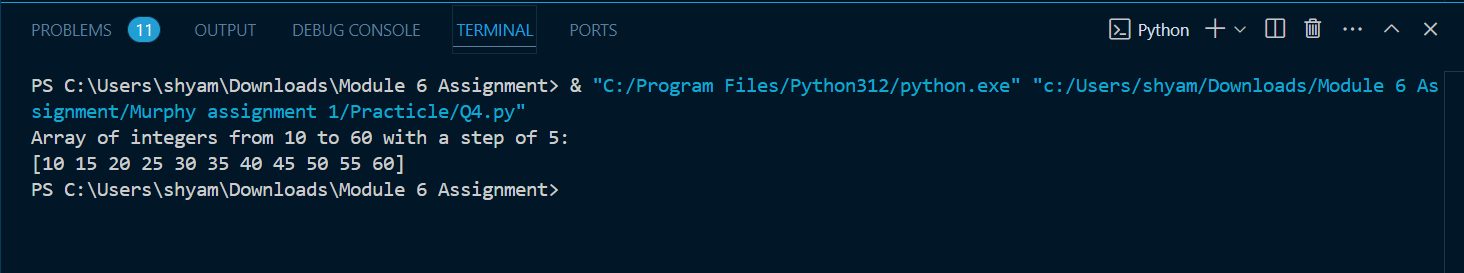 PROBLEMS 11 OUTPUT DEBUG CONSOLE TERMINAL PORTS Python
PS C:\Users\shyam\Downloads\Module 6 Assignment> & "C:/Program Files/Python312/python.exe" "c:/Users/shyam/Downloads/Module 6 As
signment/Murphy assignment 1/Practicle/Q4.py"
Array of integers from 10 to 60 with a step of 5:
[10 15 20 25 30 35 40 45 50 55 60]
PS C:\Users\shyam\Downloads\Module 6 Assignment>